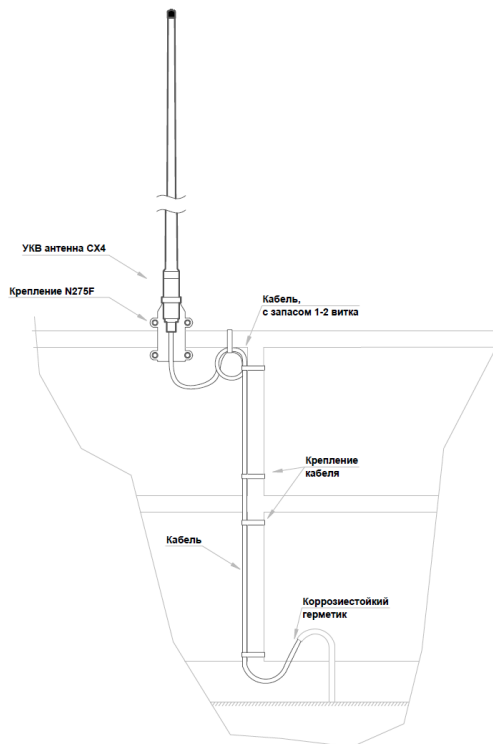 УКВ антенна CX4
Крепление N275F
Кабель,
с запасом 1-2 витка
Крепление
кабеля
Кабель
Коррозиестойкий
герметик